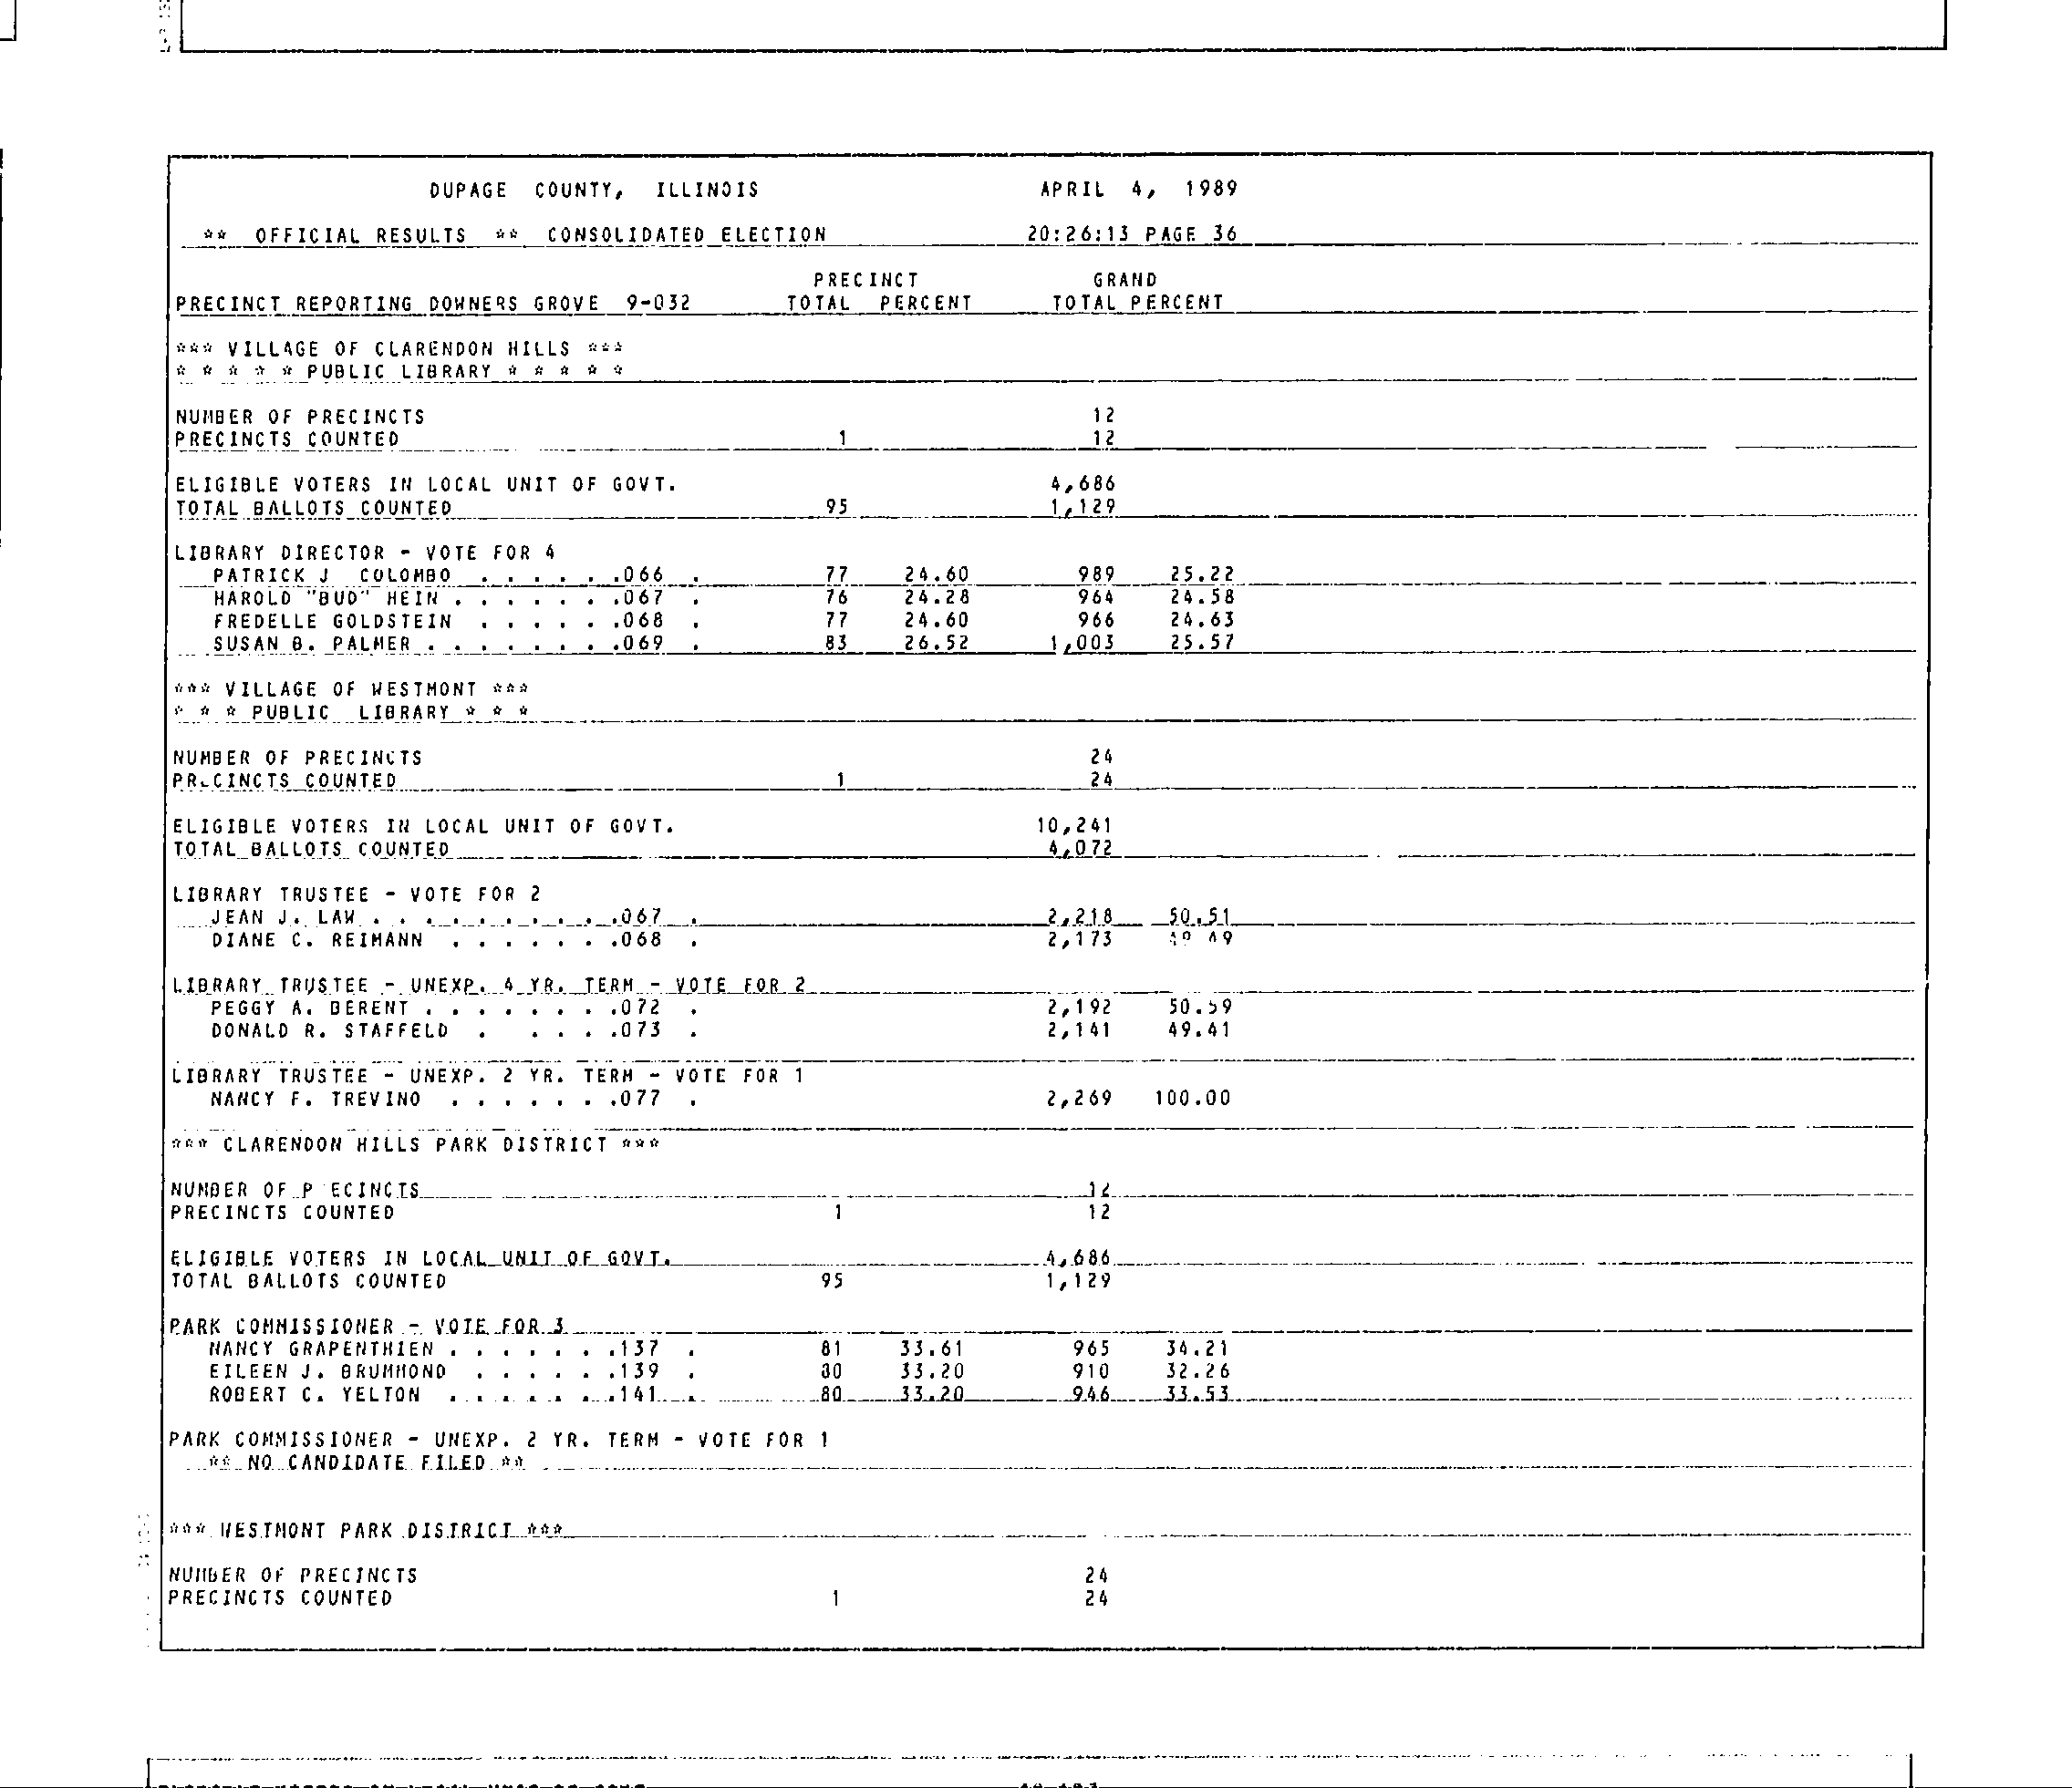 DUPAGE COUNTY, ILLINOIS APRIL 4, 1989
** OFFICIAL RESULTS ** CONSOLIDATED ELECTION 20:26:13 PAGE 36
PRECINCT GRAND
PRECINCT REPORTING DOWNERS GROVE 9-032 TOTAL PERCENT TOTAL PERCENT
*** VILLAGE OF CLARENDON HILLS ***
* * * * * PUBLIC LIBRARY * * * * *
NUMBER OF PRECINCTS 12
PRECINCTS COUNTED 1 12
ELIGIBLE VOTERS IN LOCAL UNIT OF GOVT. 4,686
TOTAL BALLOTS COUNTED 95 1,129
LIBRARY DIRECTOR - VOTE FOR 4
PATRICK J COLOMBO . . . . . .066 . 77 24.60 989 25.22
HAROLD "BUD" HEIN . . . . . . .067 . 76 24.28 964 24.58
FREDELLE GOLDSTEIN . . . . . .068 . 77 24.60 966 24.63
SUSAN B. PALMER . . . . . . . .069 . 83 26.52 1,003 25.57
*** VILLAGE OF WESTMONT ***
* * * PUBLIC LIBRARY * * *
NUMBER OF PRECINCTS 24
PRECINCTS COUNTED 1 24
ELIGIBLE VOTERS IN LOCAL UNIT OF GOVT. 10,241
TOTAL BALLOTS COUNTED 4,072
LIBRARY TRUSTEE - VOTE FOR 2
JEAN J. LAW . . . . . . . . . .067 . 2,218 50.51
DIANE C. REIMANN . . . . . . .068 . 2,173 49.49
LIBRARY TRUSTEE - UNEXP. 4 YR. TERM - VOTE FOR 2
PEGGY A. BERENT . . . . . . . .072 . 2,192 50.59
DONALD R. STAFFELD . . . . .073 . 2,141 49.41
LIBRARY TRUSTEE - UNEXP. 2 YR. TERM - VOTE FOR 1
NANCY F. TREVINO . . . . . . .077 . 2,269 100.00
*** CLARENDON HILLS PARK DISTRICT ***
NUMBER OF P ECINCTS 12
PRECINCTS COUNTED 1 12
ELIGIBLE VOTERS IN LOCAL UNIT OF GOVT. 4,686
TOTAL BALLOTS COUNTED 95 1,129
PARK COMMISSIONER - VOTE FOR 3
NANCY GRAPENTHIEN . . . . . . .137 . 81 33.61 965 34.21
EILEEN J. BRUMMOND . . . . . .139 . 80 33.20 910 32.26
ROBERT C. YELTON . . . . . . .141 . 80 33.20 946 33.53
PARK COMMISSIONER - UNEXP. 2 YR. TERM - VOTE FOR 1
** NO CANDIDATE FILED **
*** WESTMONT PARK DISTRICT ***
NUMBER OF PRECINCTS 24
PRECINCTS COUNTED 1 24